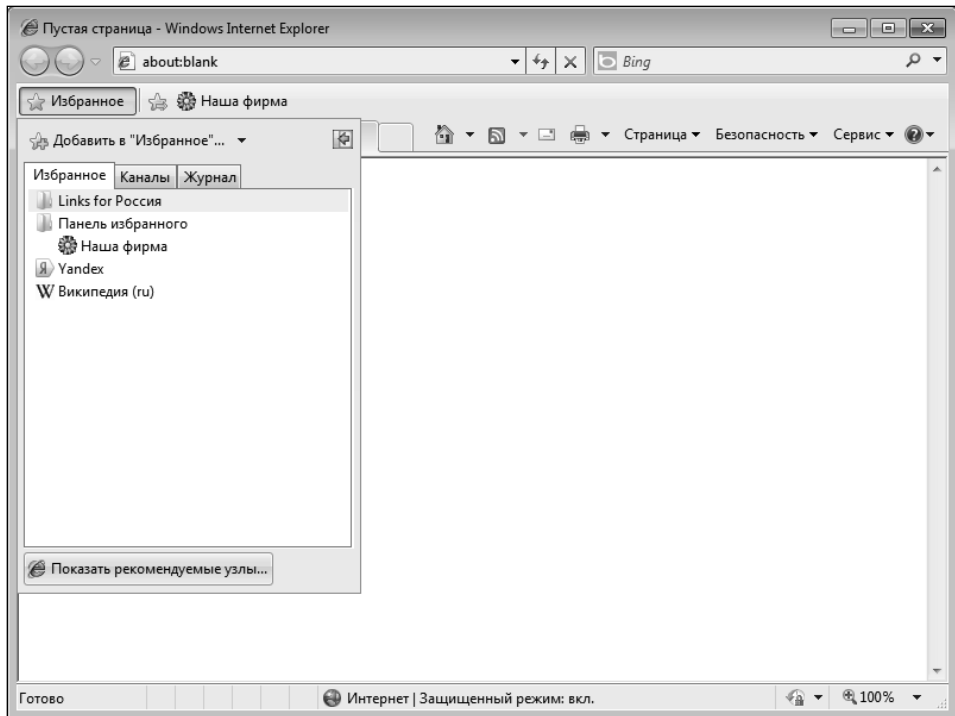 Пустая страница - Windows Internet Explorer
about:blank
Bing
Избранное Наша фирма
Добавить в "Избранное"...
Страница Безопасность Сервис
Избранное Каналы Журнал
Links for Россия
Панель избранного
Наша фирма
Я Yandex
W Википедия (ru)
Показать рекомендуемые узлы...
Готово Интернет | Защищенный режим: вкл. 100%